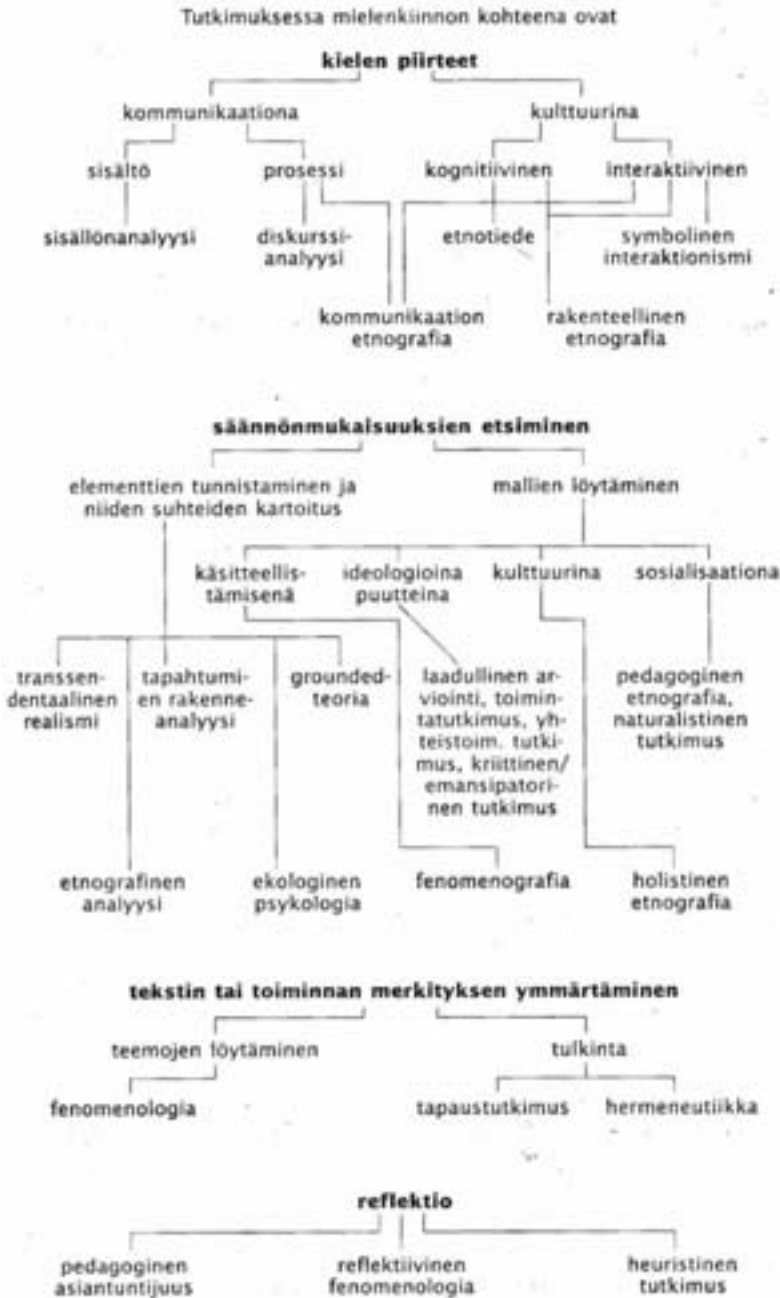 Tutkimuksessa mielenkiinnon kohteena ovat
kielen piirteet
kommunikaationa kulttuurina
sisältö prosessi kognitiivinen interaktiivinen
sisällönanalyysi diskurssi- etnotiede symbolinen
analyysi interaktionismi
kommunikaation rakenteellinen
etnografia etnografia
säännönmukaisuuksien etsiminen
elementtien tunnistaminen ja mallien löytäminen
niiden suhteiden kartoitus
käsitteellis- ideologioina kulttuurina sosialisaationa
tämisenä puutteina
transsen- tapahtumi- grounded- laadullinen ar- pedagoginen
dentaalinen en rakenne- teoria viointi, toimin- etnografia,
realismi analyysi tatutkimus, yh- naturalistinen
teistoim. tutki- tutkimus
mus, kriittinen/
emansipatori-
nen tutkimus
etnografinen ekologinen fenomenografia holistinen
analyysi psykologia etnografia
tekstin tai toiminnan merkityksen ymmärtäminen
teemojen löytäminen tulkinta
fenomenologia tapaustutkimus hermeneutiikka
reflektio
pedagoginen reflektiivinen heuristinen
asiantuntijuus fenomenologia tutkimus